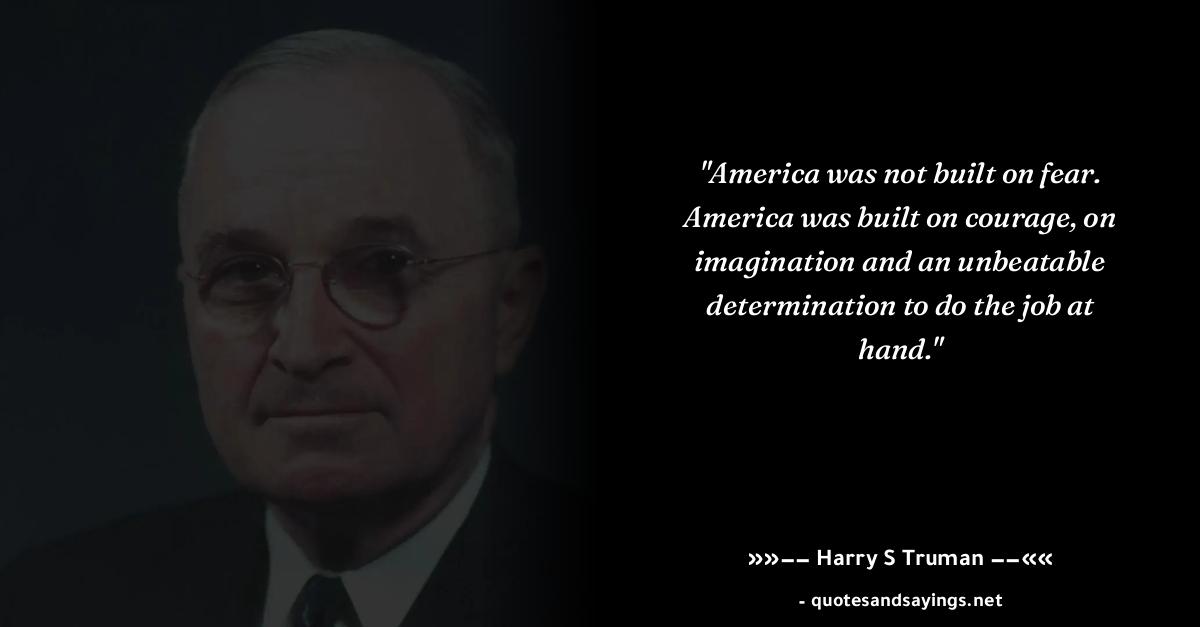 "America was not built on fear.
America was built on courage, on
imagination and an unbeatable
determination to do the job at
hand."
»»—— Harry S Truman ——««
- quotesandsayings.net